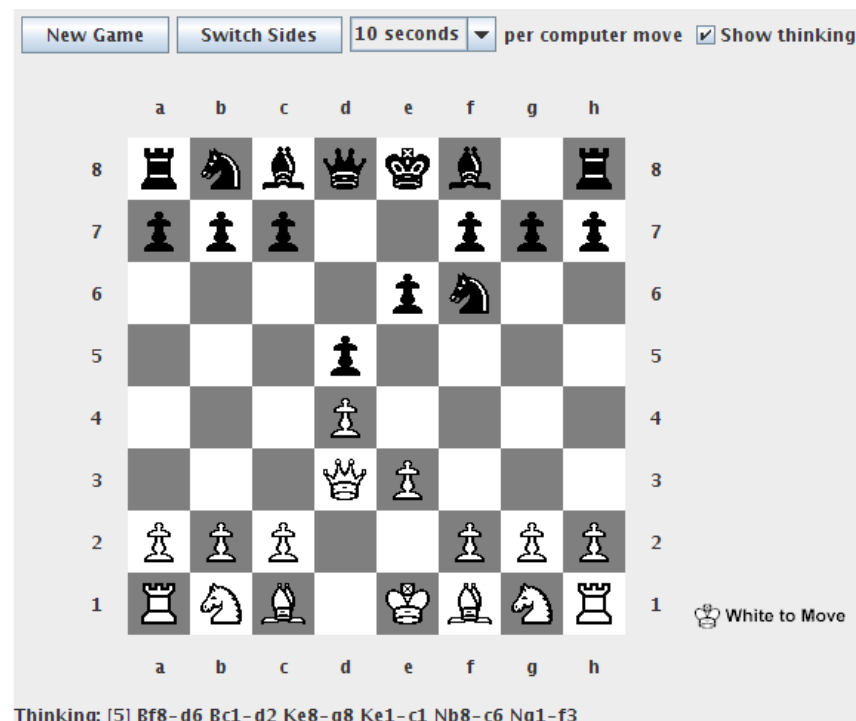 New Game Switch Sides 10 seconds per computer move Show thinking
a b c d e f g h
8 8
7 7
6 6
5 5
4 4
3 3
2 2
1 1 White to Move
a b c d e f g h
Thinking: [5] Bf8-d6 Bc1-d2 Ke8-g8 Ke1-c1 Nb8-c6 Ng1-f3